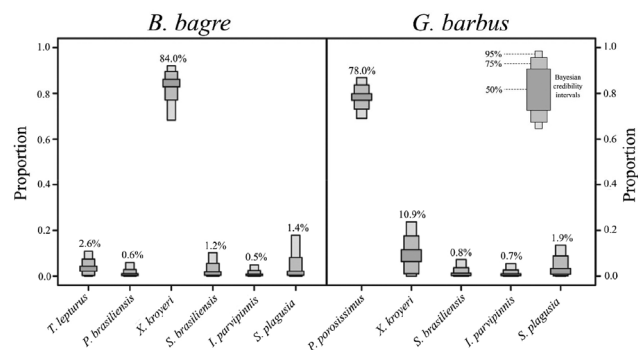 B. bagre
G. barbus
Proportion
1.0
0.8
0.6
0.4
0.2
0.0
84.0%
2.6%
0.6%
1.2%
0.5%
1.4%
T. lepturus
P. brasiliensis
X. kroyeri
S. brasiliensis
I. parvipinnis
S. plagusia
78.0%
10.9%
0.8%
0.7%
1.9%
95%
75%
50%
Bayesian
credibility
intervals
P. porosissimus
X. kroyeri
S. brasiliensis
I. parvipinnis
S. plagusia
1.0
0.8
0.6
0.4
0.2
0.0
Proportion